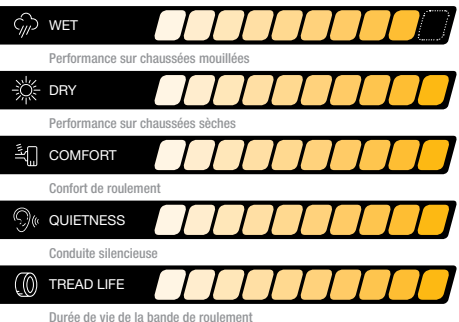 WET
Performance sur chaussées mouillées
DRY
Performance sur chaussées sèches
COMFORT
Confort de roulement
QUIETNESS
Conduite silencieuse
TREAD LIFE
Durée de vie de la bande de roulement